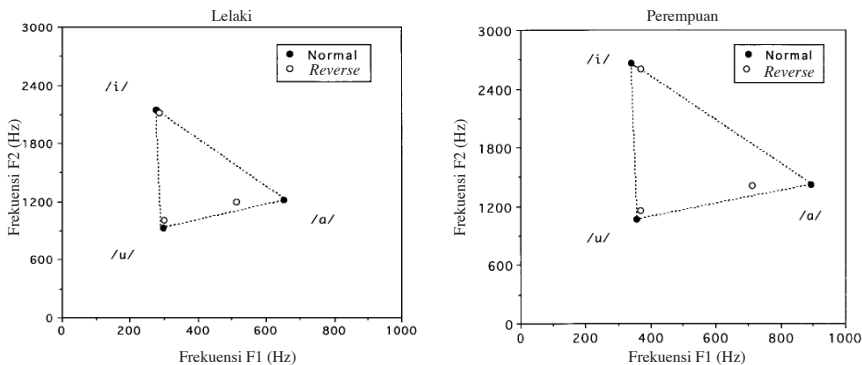 Lelaki
3000
2400
1800
1200
600
0
Frekuensi F2 (Hz)
Normal
Reverse
/i/
/a/
/u/
0 200 400 600 800 1000
Frekuensi F1 (Hz)
Perempuan
3000
2400
1800
1200
600
0
Frekuensi F2 (Hz)
Normal
Reverse
/i/
/a/
/u/
0 200 400 600 800 1000
Frekuensi F1 (Hz)